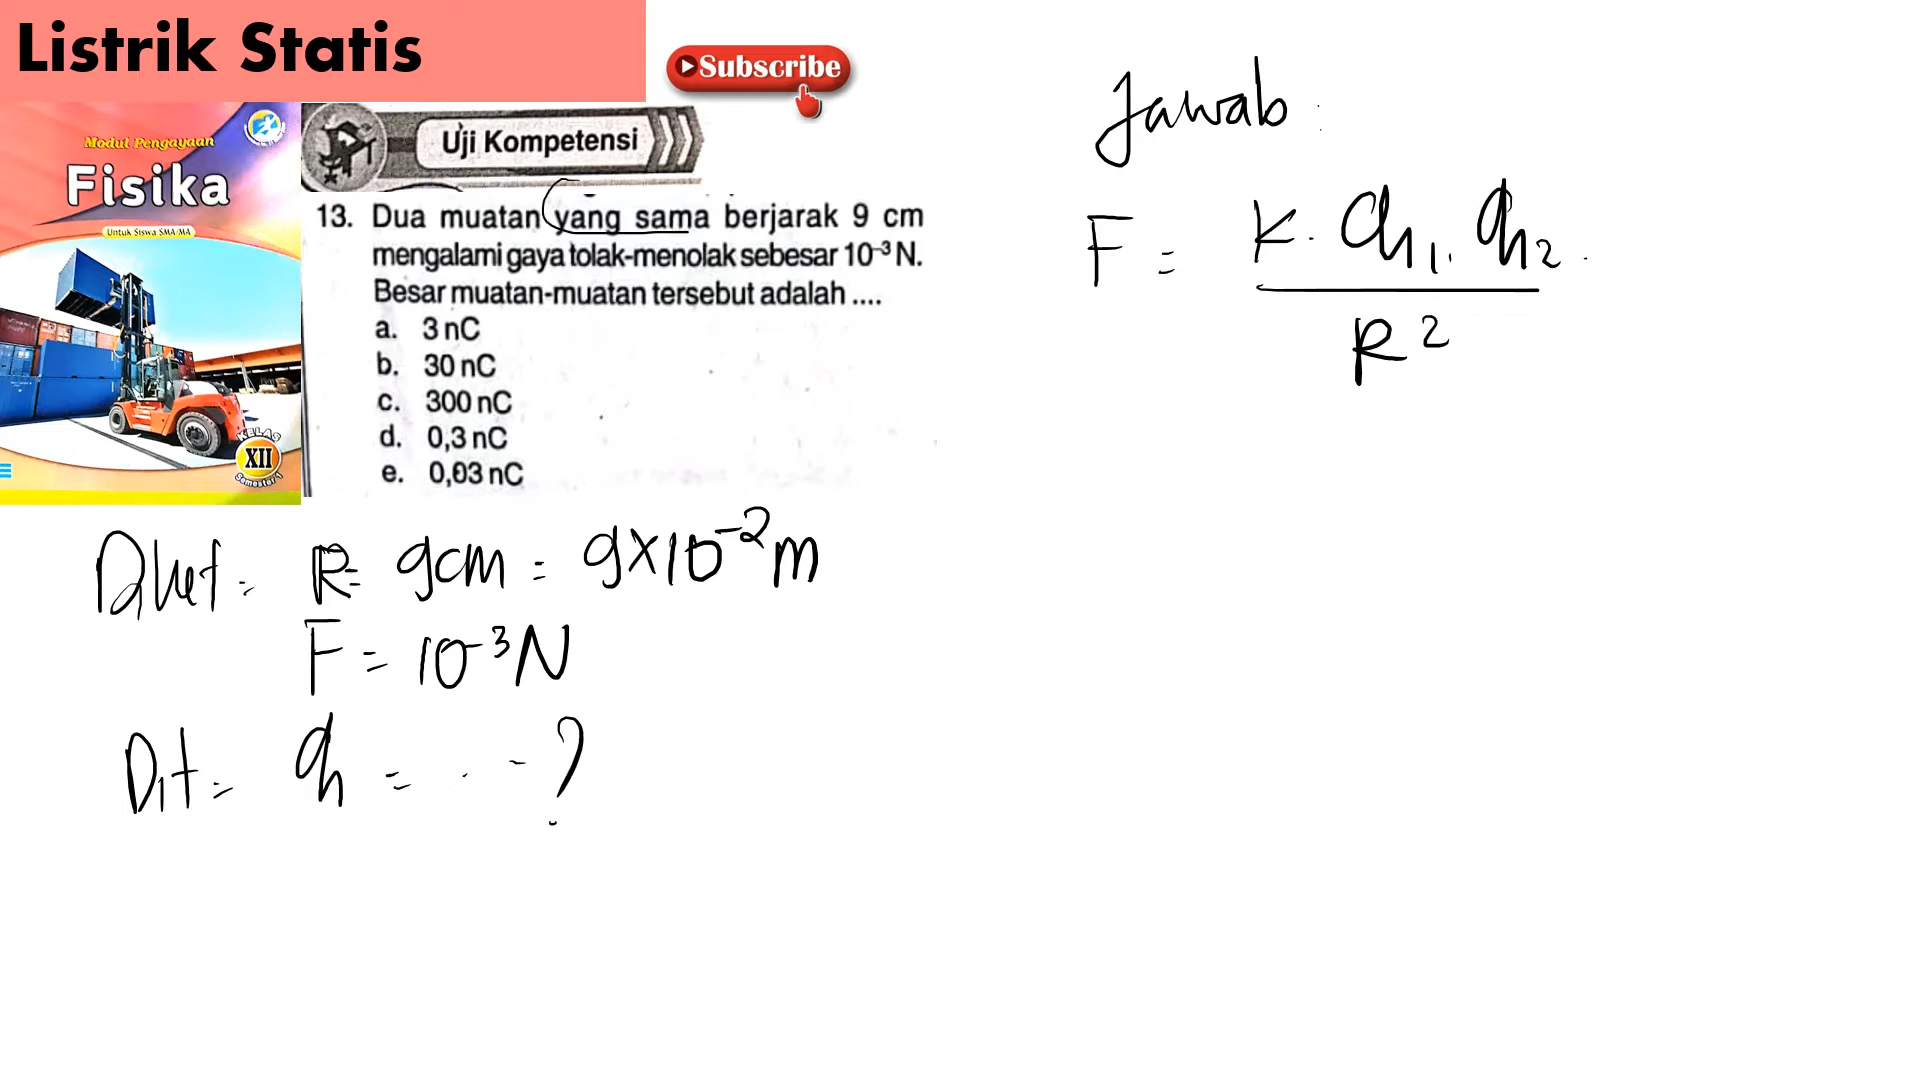 Listrik Statis
Subscribe
Modul Pengayaan
Fisika
Untuk Siswa SMA/MA
KELAS
XII
Semester 1
Uji Kompetensi
13. Dua muatan yang sama berjarak 9 cm
mengalami gaya tolak-menolak sebesar 10⁻³ N.
Besar muatan-muatan tersebut adalah ....
a. 3 nC
b. 30 nC
c. 300 nC
d. 0,3 nC
e. 0,03 nC
Diket = R = 9cm = 9x10⁻² m
F = 10⁻³ N
Dit = q = ... ?
Jawab :
F = K . q₁ . q₂
R²